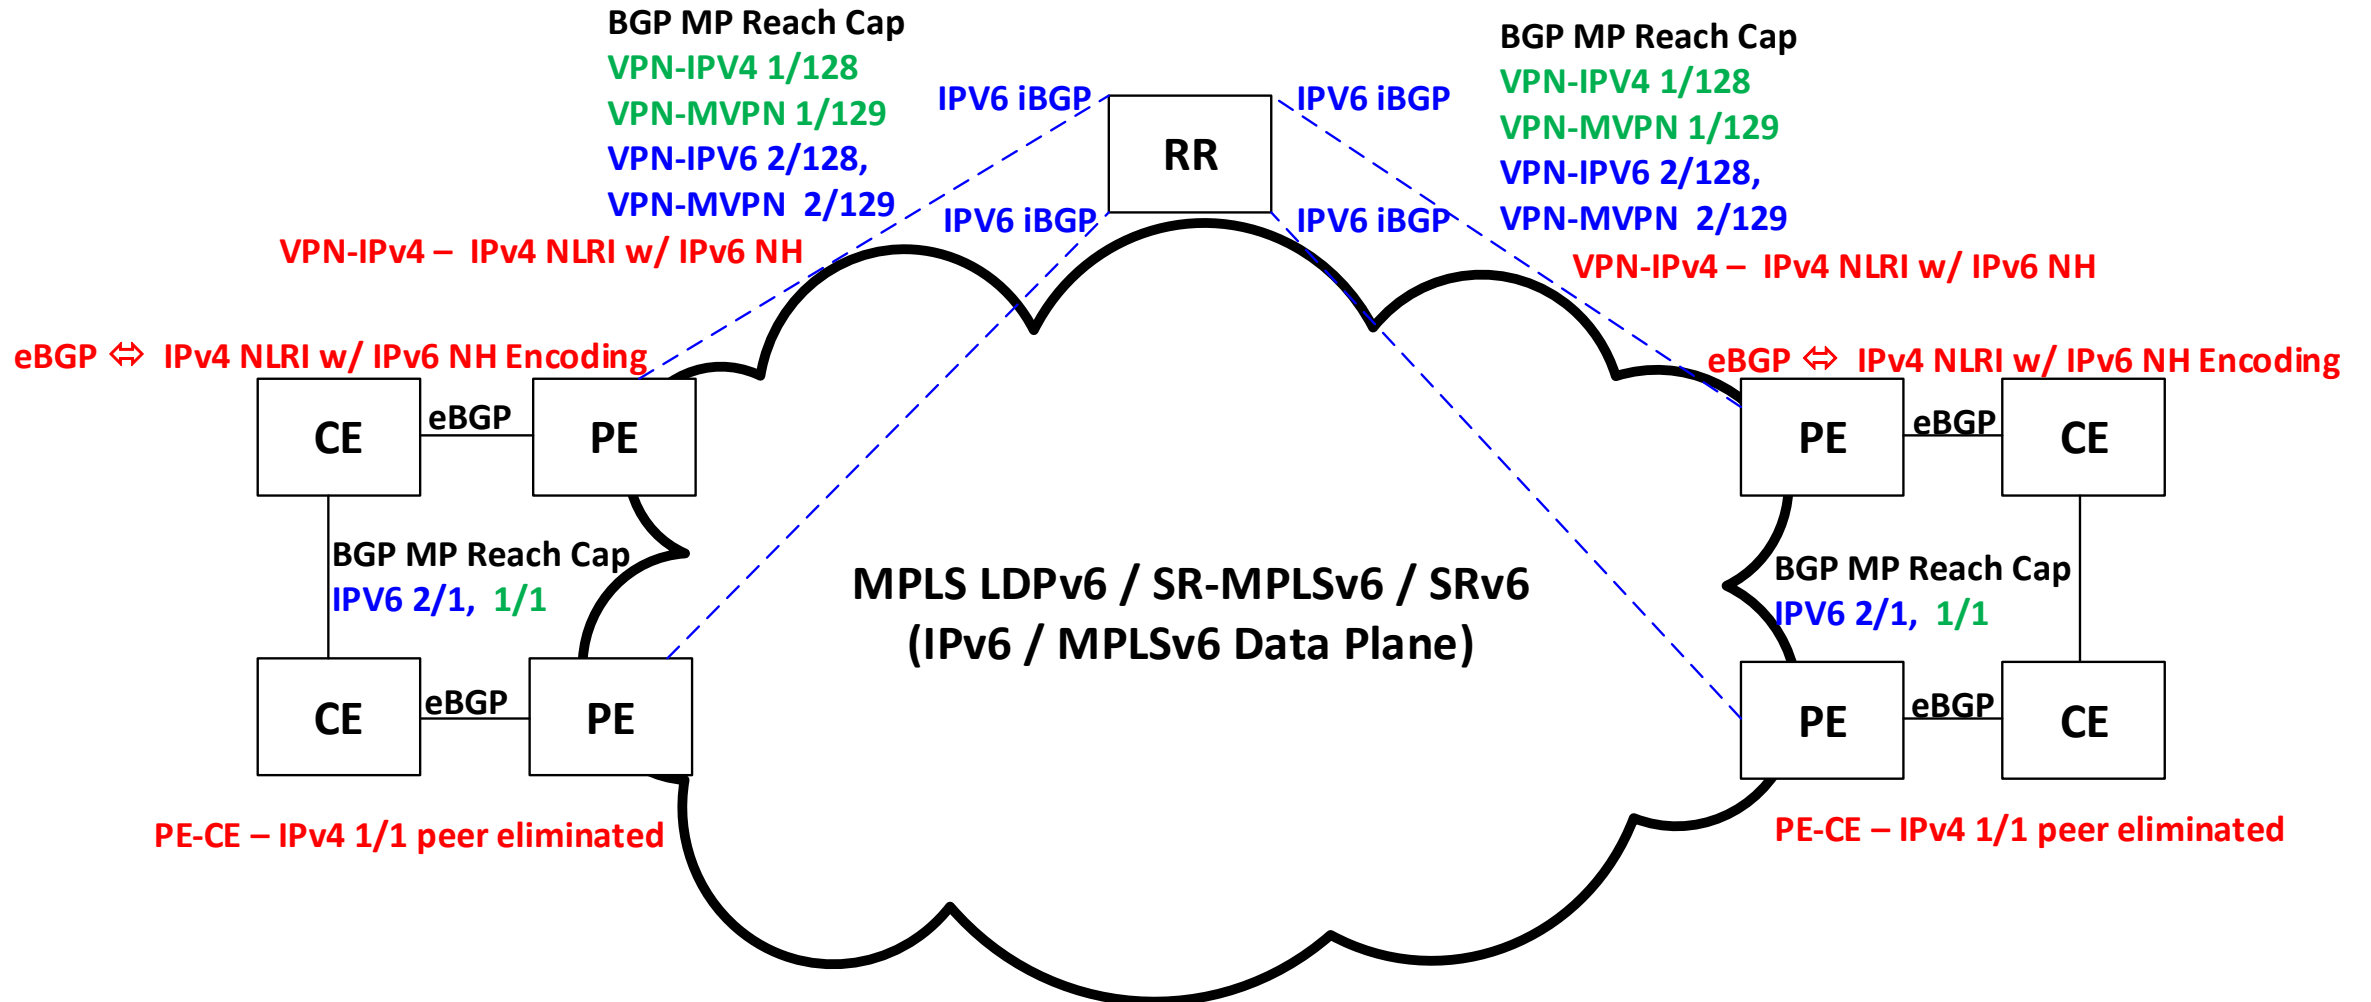 BGP MP Reach Cap
VPN-IPV4 1/128
VPN-MVPN 1/129
VPN-IPV6 2/128,
VPN-MVPN  2/129
BGP MP Reach Cap
VPN-IPV4 1/128
VPN-MVPN 1/129
VPN-IPV6 2/128,
VPN-MVPN  2/129
IPV6 iBGP
IPV6 iBGP
RR
IPV6 iBGP
IPV6 iBGP
VPN-IPv4 –  IPv4 NLRI w/ IPv6 NH
VPN-IPv4 –  IPv4 NLRI w/ IPv6 NH
eBGP ⬄ IPv4 NLRI w/ IPv6 NH Encoding
eBGP ⬄ IPv4 NLRI w/ IPv6 NH Encoding
CE
eBGP
PE
PE
eBGP
CE
BGP MP Reach Cap
IPV6 2/1,  1/1
MPLS LDPv6 / SR-MPLSv6 / SRv6
(IPv6 / MPLSv6 Data Plane)
BGP MP Reach Cap
IPV6 2/1,  1/1
CE
eBGP
PE
PE
eBGP
CE
PE-CE – IPv4 1/1 peer eliminated
PE-CE – IPv4 1/1 peer eliminated